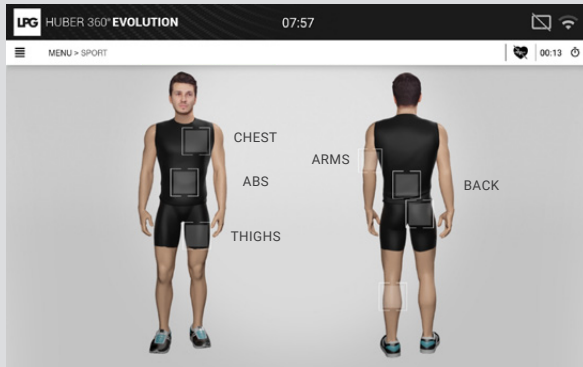 LPG HUBER 360° EVOLUTION 07:57
MENU > SPORT 00:13
CHEST
ARMS
ABS
BACK
THIGHS